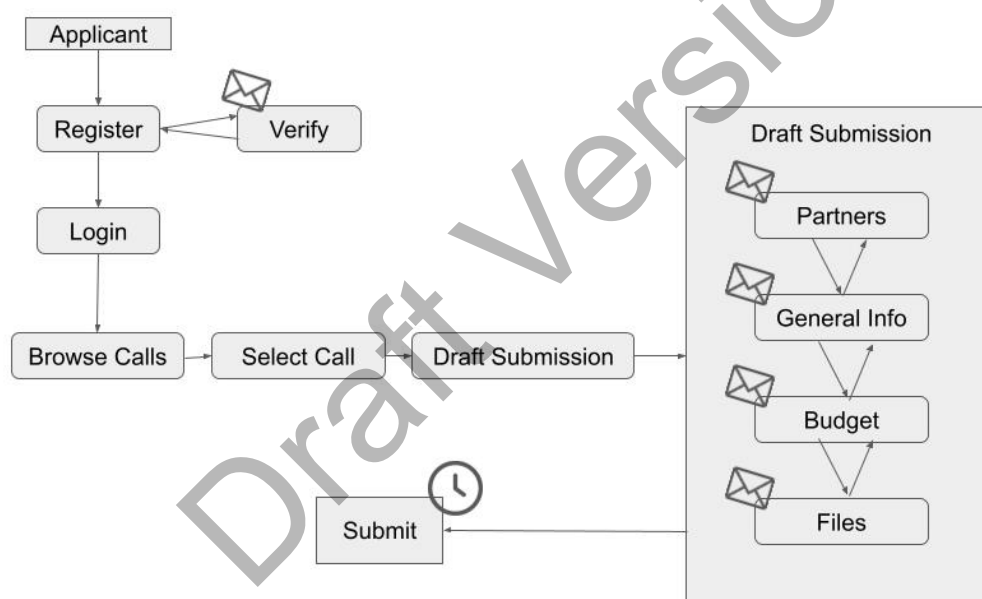 Applicant
Register
Verify
Login
Browse Calls
Select Call
Draft Submission
Draft Submission
Partners
General Info
Budget
Files
Submit
Draft Versio